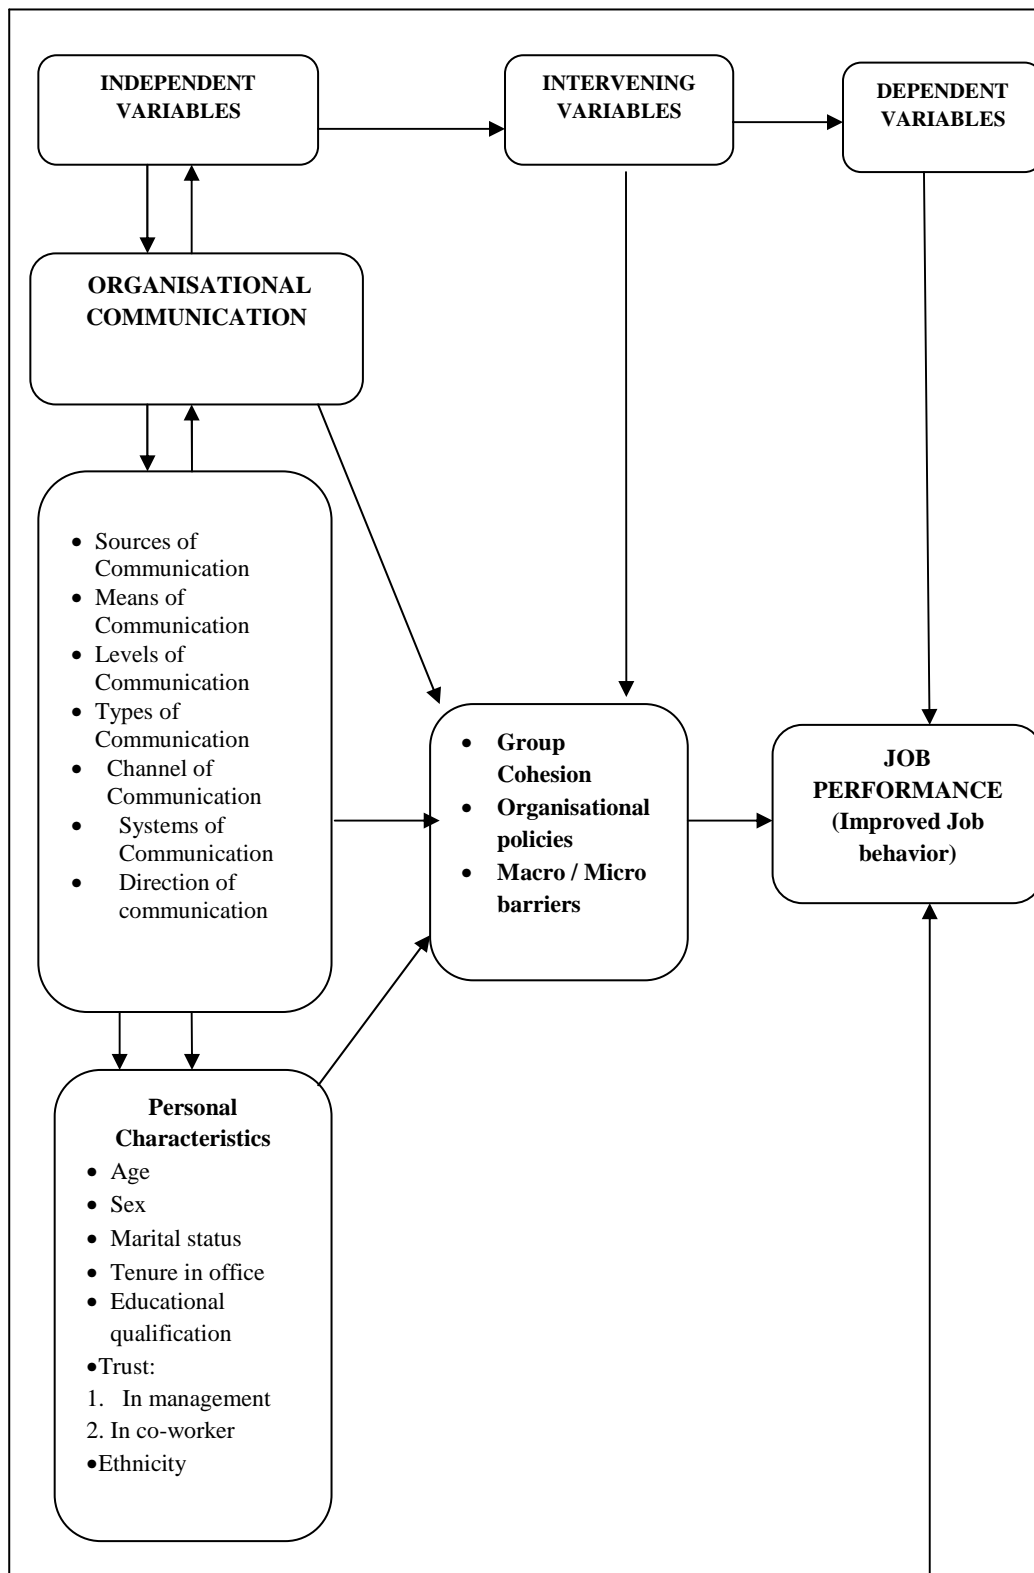 INDEPENDENT
VARIABLES
INTERVENING
VARIABLES
DEPENDENT
VARIABLES
ORGANISATIONAL
COMMUNICATION
• Sources of
Communication
• Means of
Communication
• Levels of
Communication
• Types of
Communication
• Channel of
Communication
• Systems of
Communication
• Direction of
communication
• Group
Cohesion
• Organisational
policies
• Macro / Micro
barriers
JOB
PERFORMANCE
(Improved Job
behavior)
Personal
Characteristics
• Age
• Sex
• Marital status
• Tenure in office
• Educational
qualification
•Trust:
1. In management
2. In co-worker
•Ethnicity